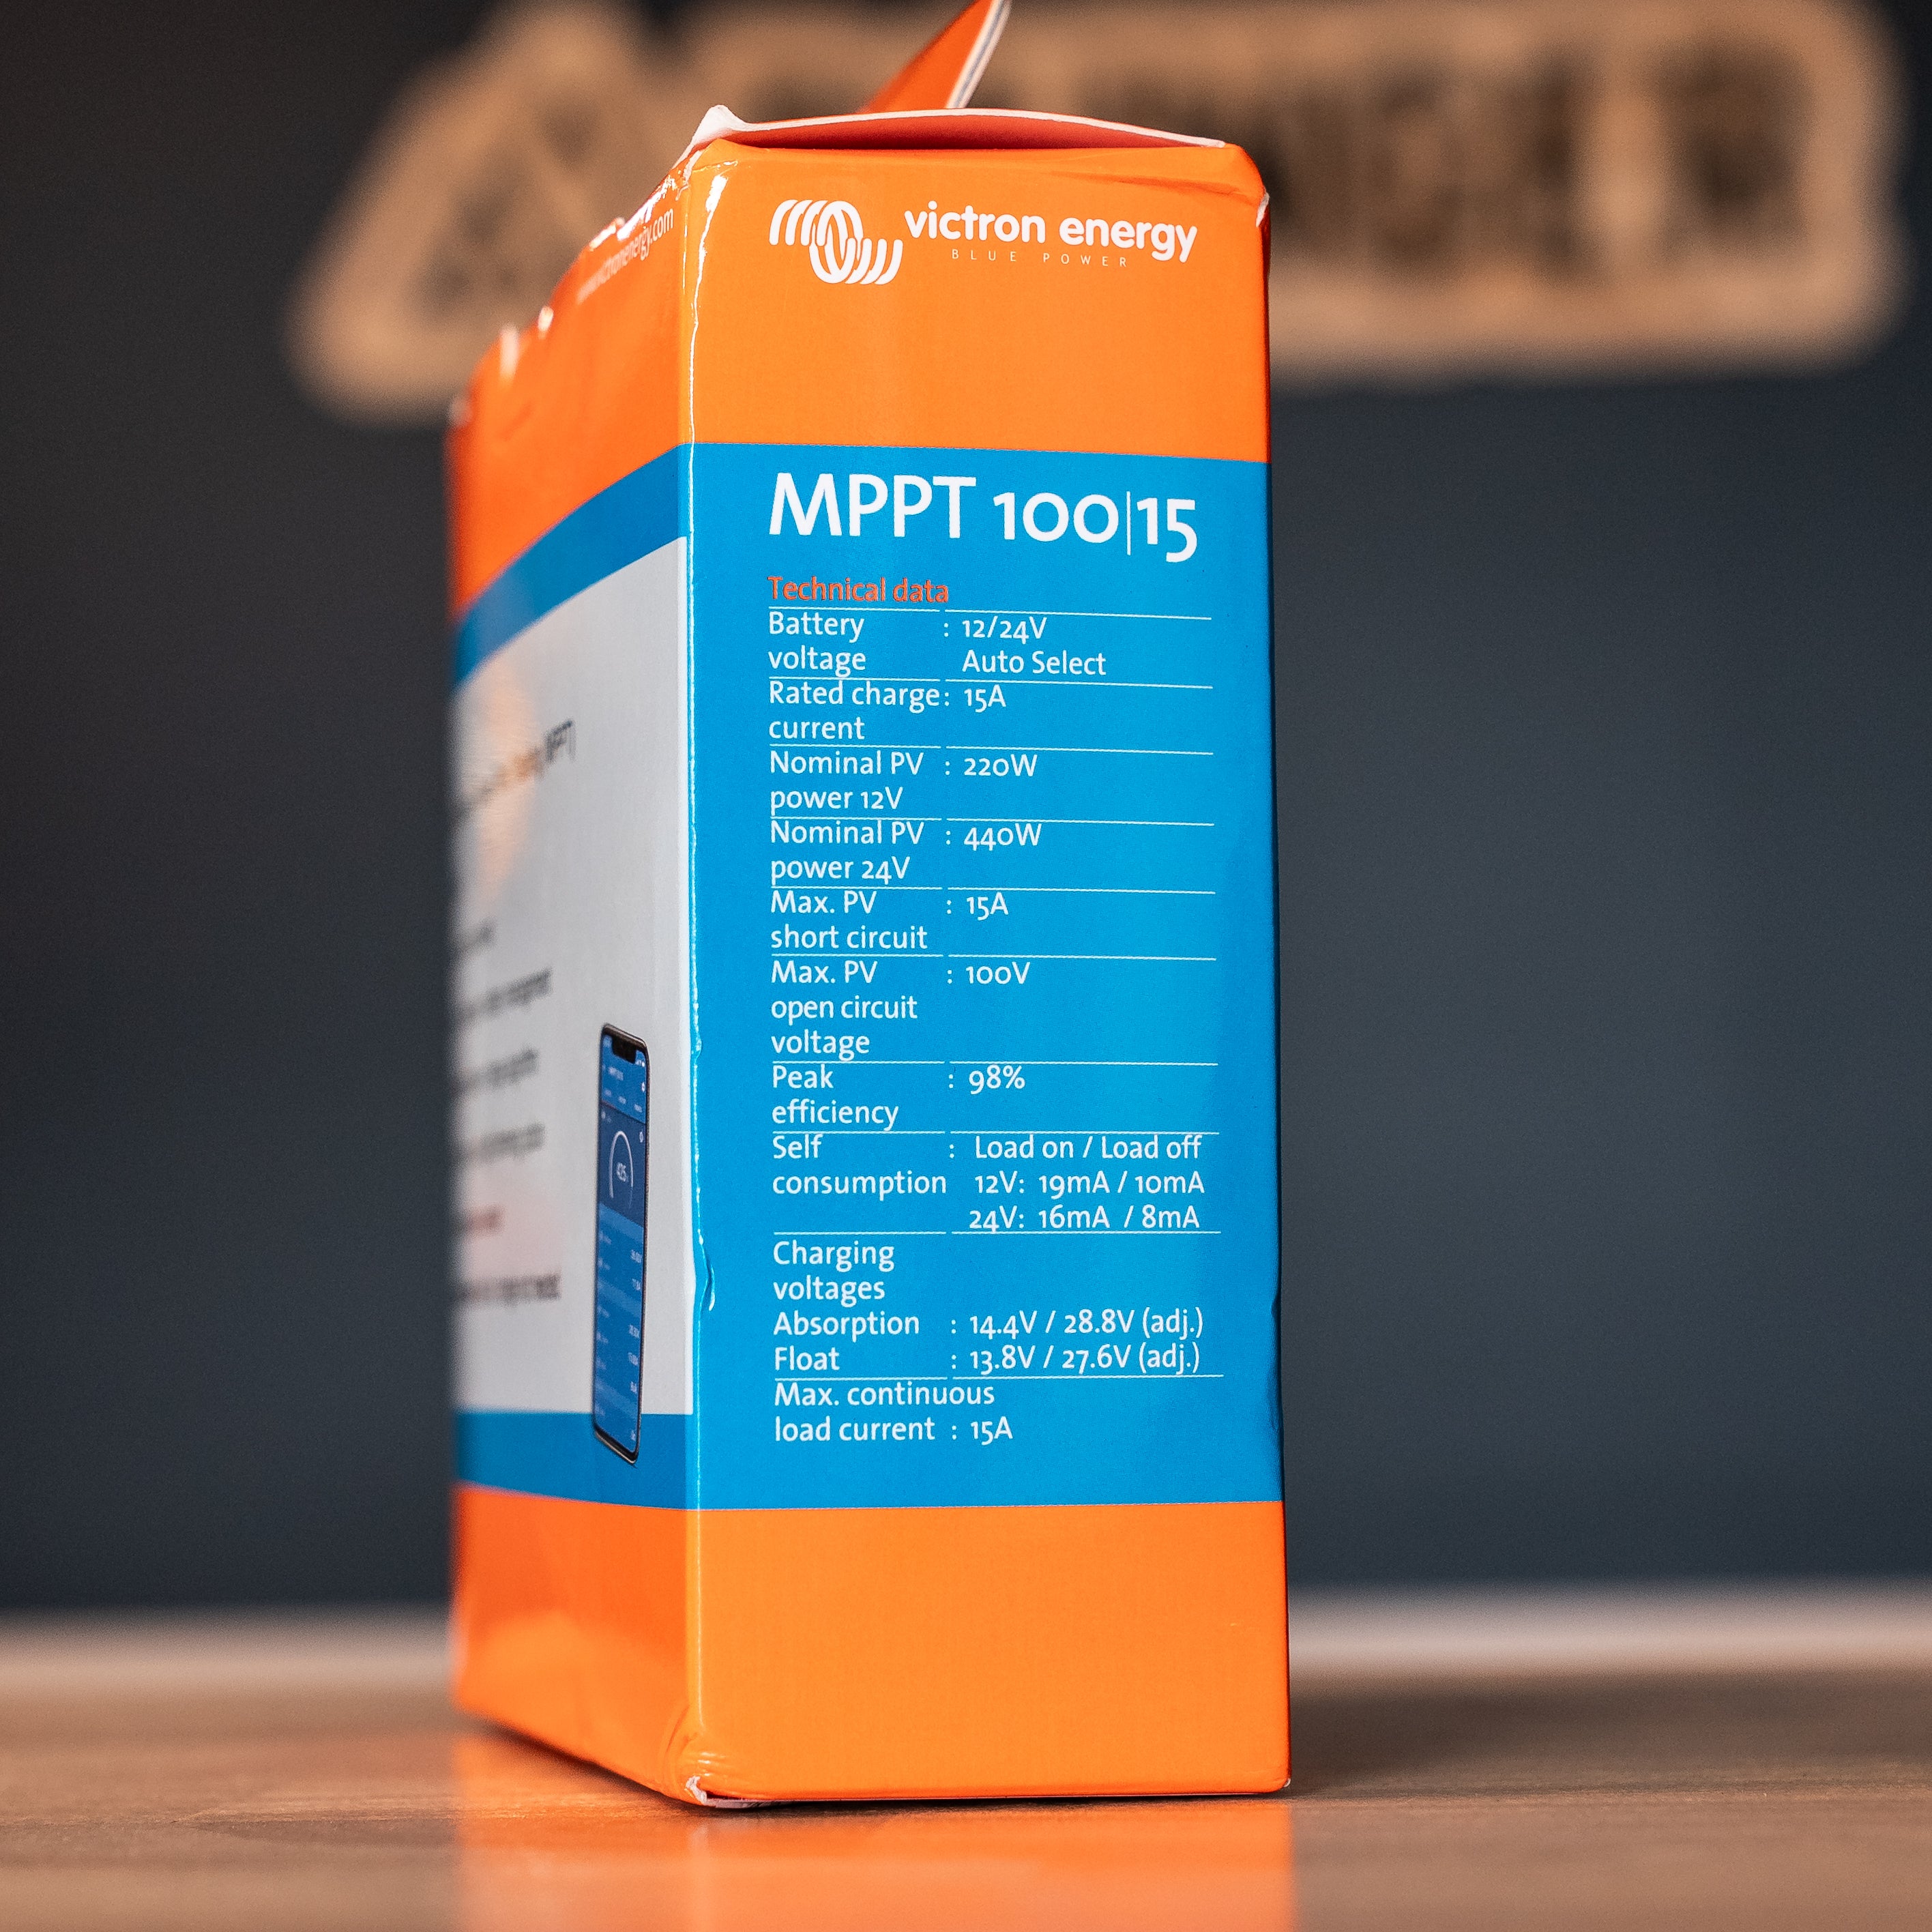 www.victronenergy.com
victron energy
BLUE POWER
MPPT 100|15
Technical data
Battery : 12/24V
voltage Auto Select
Rated charge : 15A
current
Nominal PV : 220W
power 12V
Nominal PV : 440W
power 24V
Max. PV : 15A
short circuit
Max. PV : 100V
open circuit
voltage
Peak : 98%
efficiency
Self : Load on / Load off
consumption 12V: 19mA / 10mA
24V: 16mA / 8mA
Charging
voltages
Absorption : 14.4V / 28.8V (adj.)
Float : 13.8V / 27.6V (adj.)
Max. continuous
load current : 15A